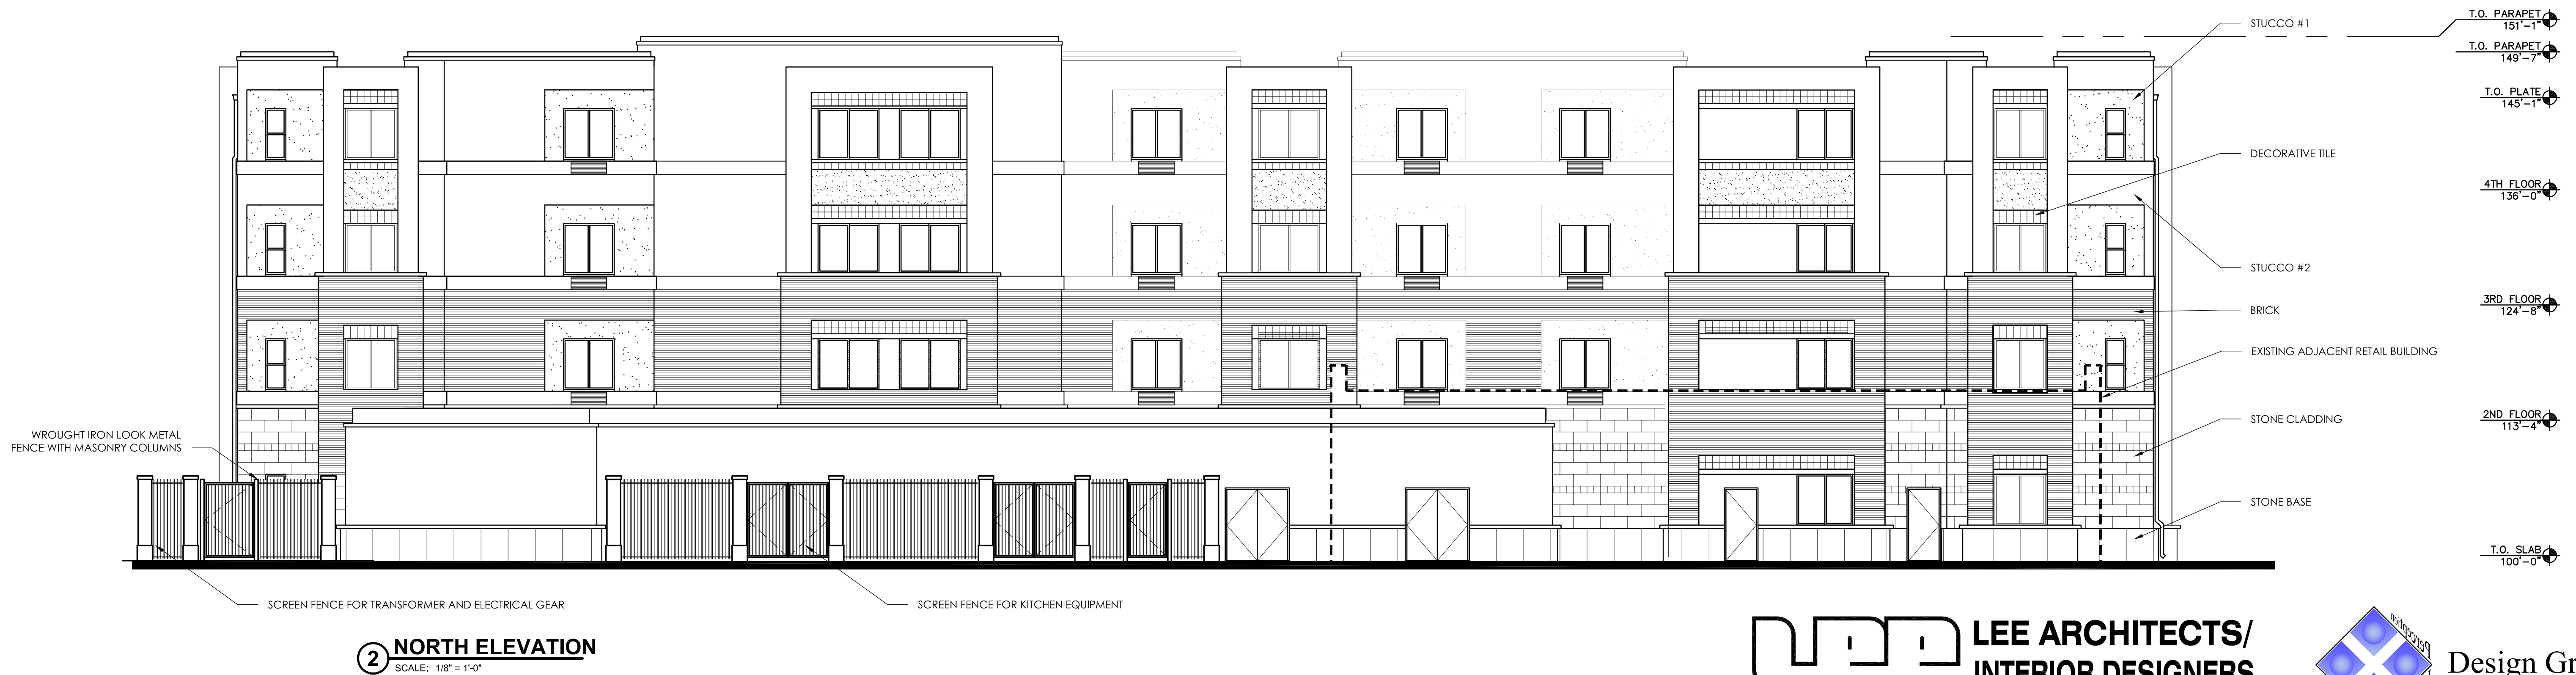 STUCCO #1
T.O. PARAPET
151'-1"
T.O. PARAPET
149'-7"
T.O. PLATE
145'-1"
DECORATIVE TILE
4TH FLOOR
136'-0"
STUCCO #2
3RD FLOOR
124'-8"
BRICK
EXISTING ADJACENT RETAIL BUILDING
2ND FLOOR
113'-4"
STONE CLADDING
WROUGHT IRON LOOK METAL
FENCE WITH MASONRY COLUMNS
STONE BASE
T.O. SLAB
100'-0"
SCREEN FENCE FOR TRANSFORMER AND ELECTRICAL GEAR
SCREEN FENCE FOR KITCHEN EQUIPMENT
2 NORTH ELEVATION
SCALE: 1/8" = 1'-0"
LEE
LEE ARCHITECTS/
INTERIOR DESIGNERS
Perception
Design Gr